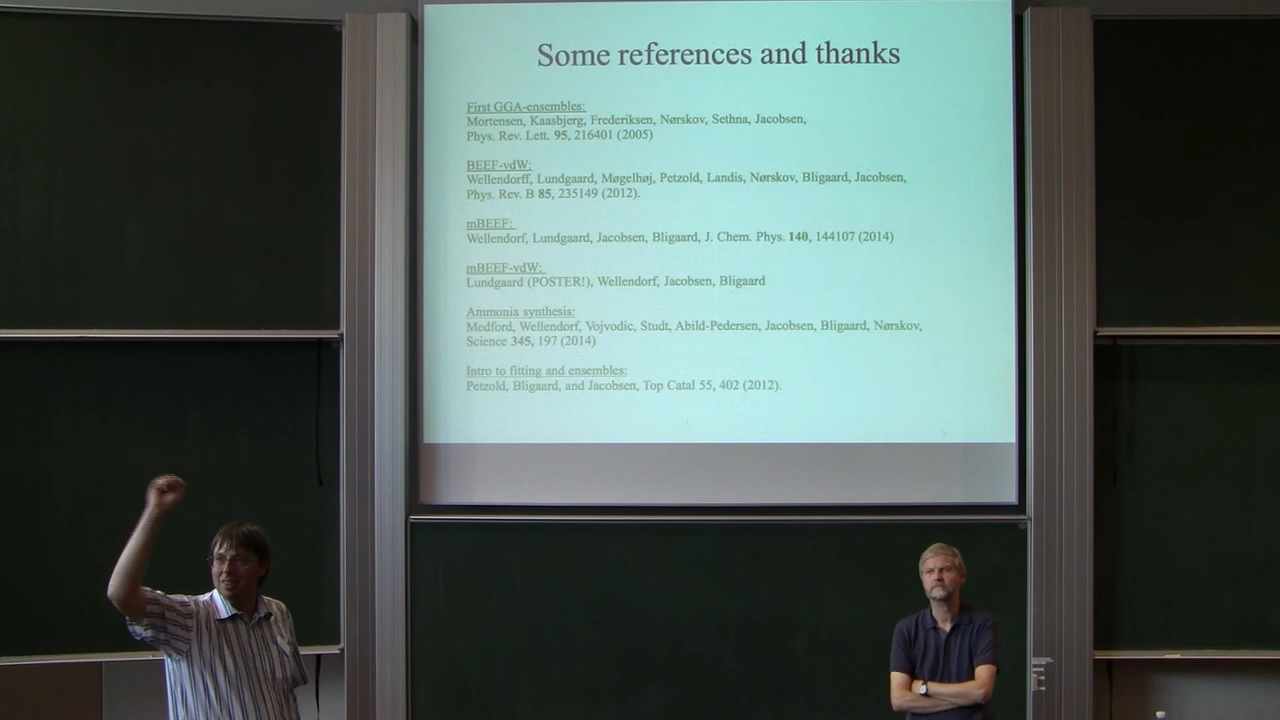 Some references and thanks
First GGA-ensembles:
Mortensen, Kaasbjerg, Frederiksen, Nørskov, Sethna, Jacobsen,
Phys. Rev. Lett. 95, 216401 (2005)
BEEF-vdW:
Wellendorff, Lundgaard, Møgelhøj, Petzold, Landis, Nørskov, Bligaard, Jacobsen,
Phys. Rev. B 85, 235149 (2012).
mBEEF:
Wellendorf, Lundgaard, Jacobsen, Bligaard, J. Chem. Phys. 140, 144107 (2014)
mBEEF-vdW:
Lundgaard (POSTER!), Wellendorf, Jacobsen, Bligaard
Ammonia synthesis:
Medford, Wellendorf, Vojvodic, Studt, Abild-Pedersen, Jacobsen, Bligaard, Nørskov,
Science 345, 197 (2014)
Intro to fitting and ensembles:
Petzold, Bligaard, and Jacobsen, Top Catal 55, 402 (2012).